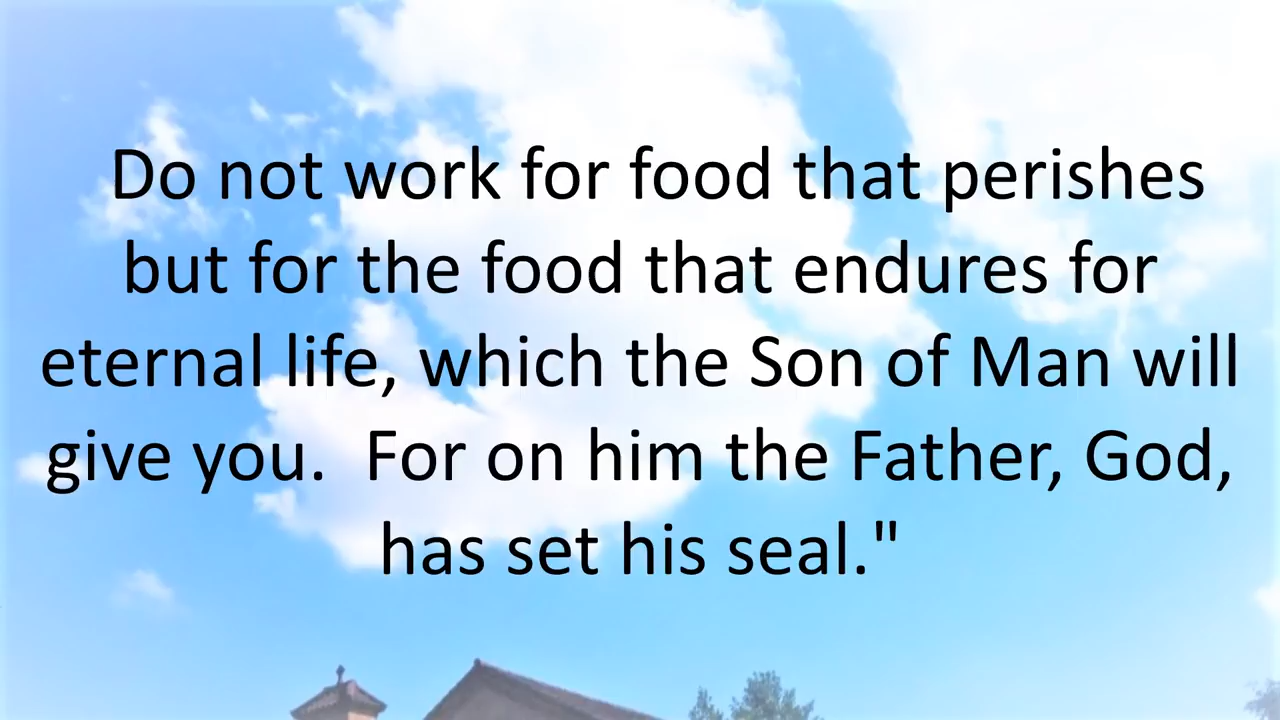 Do not work for food that perishes
but for the food that endures for
eternal life, which the Son of Man will
give you.  For on him the Father, God,
has set his seal."